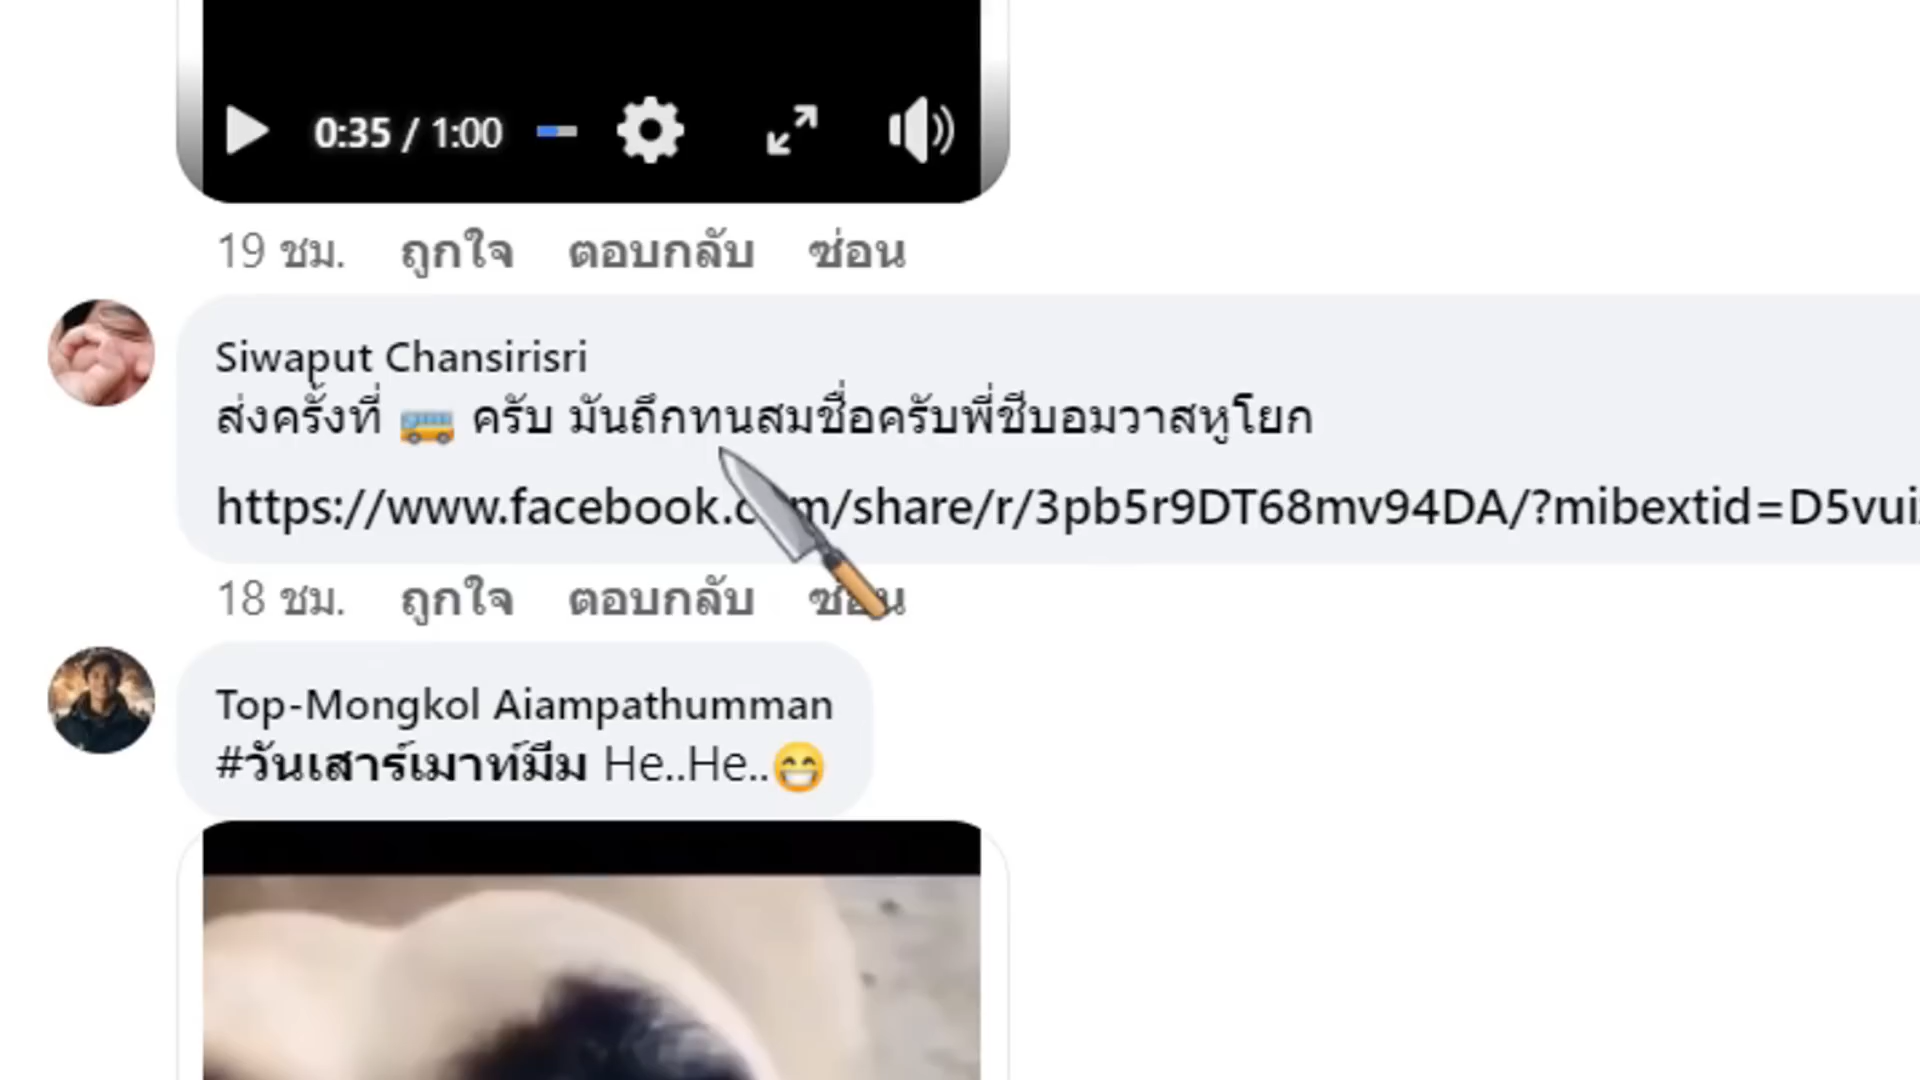 0:35 / 1:00
19 ชม. ถูกใจ ตอบกลับ ซ่อน
Siwaput Chansirisri
ส่งครั้งที่ 🚌 ครับ มันถึกทนสมชื่อครับพี่ชีบอมวาสหูโยก
https://www.facebook.com/share/r/3pb5r9DT68mv94DA/?mibextid=D5vui
18 ชม. ถูกใจ ตอบกลับ ซ่อน
Top-Mongkol Aiampathumman
#วันเสาร์เมาท์มีม He..He..😁